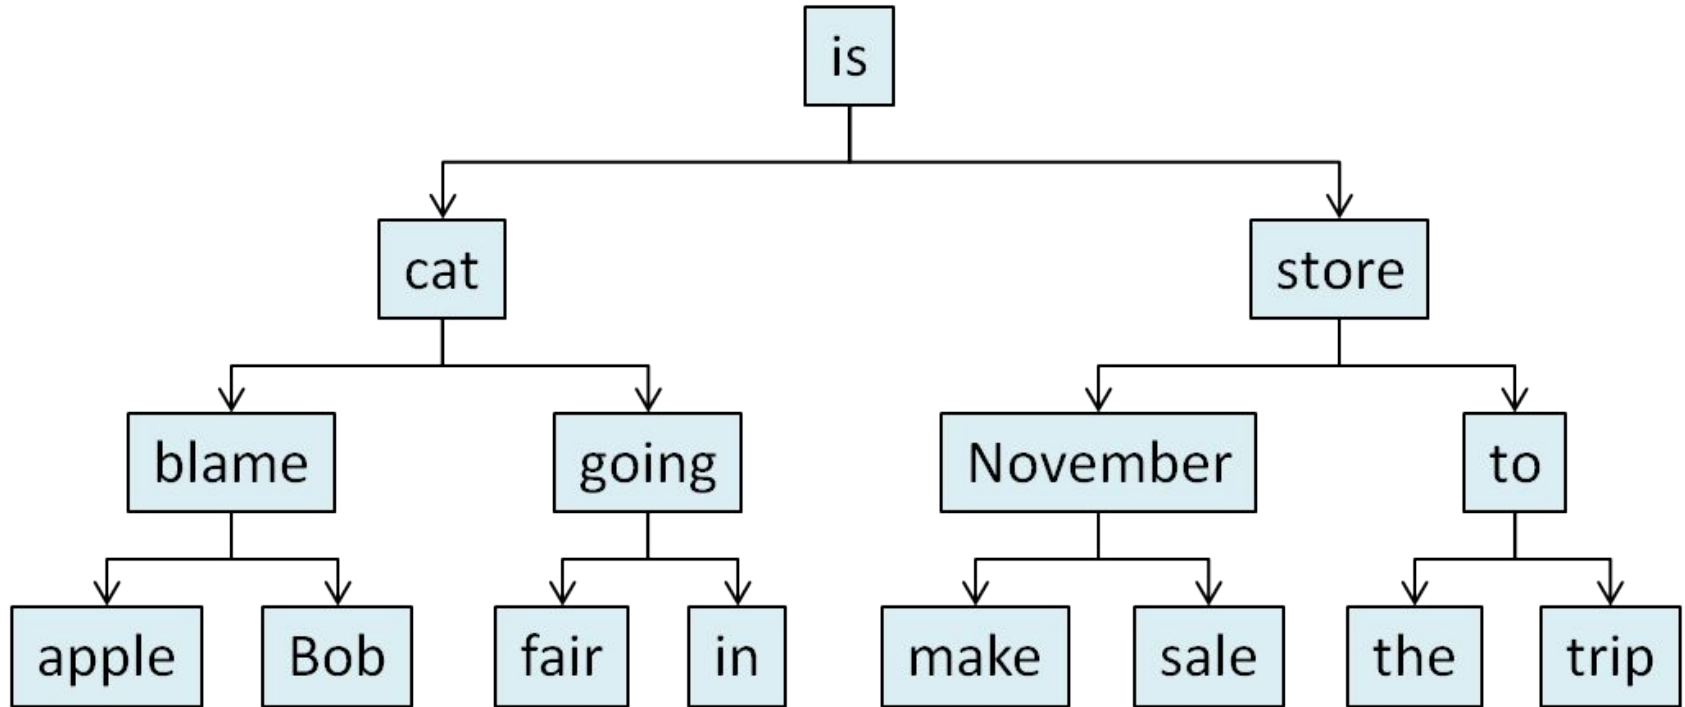 is
cat store
blame going November to
apple Bob fair in make sale the trip